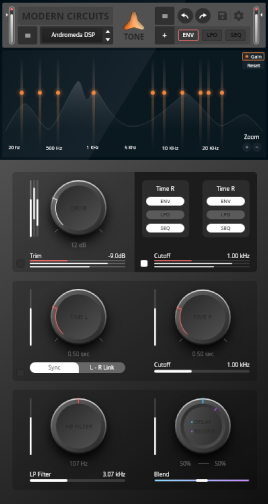 MODERN CIRCUITS
TONE
Andromeda DSP
+ ENV LFO SEQ
Gain
Reset
Zoom
20 hz 500 Hz 1 KHz 5 KHz 10 KHz 20 KHz
Time R Time R
ENV ENV
LFO LFO
SEQ SEQ
12 dB
Trim -9.0dB Cutoff 1.00 kHz
0.50 sec 0.50 sec
Sync L - R Link
Cutoff 1.00 kHz
LP FILTER
107 Hz 50% 50%
LP Filter 3.07 kHz Blend